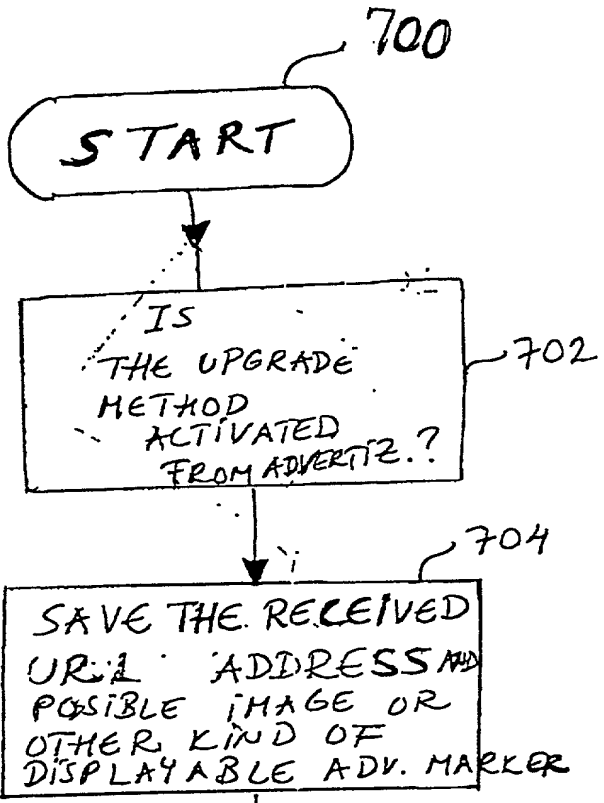 700
START
IS
THE UPGRADE
METHOD
ACTIVATED
FROM ADVERTIZ.?
702
704
SAVE THE RECEIVED
URL ADDRESS AND
POSIBLE IMAGE OR
OTHER KIND OF
DISPLAYABLE ADV. MARKER